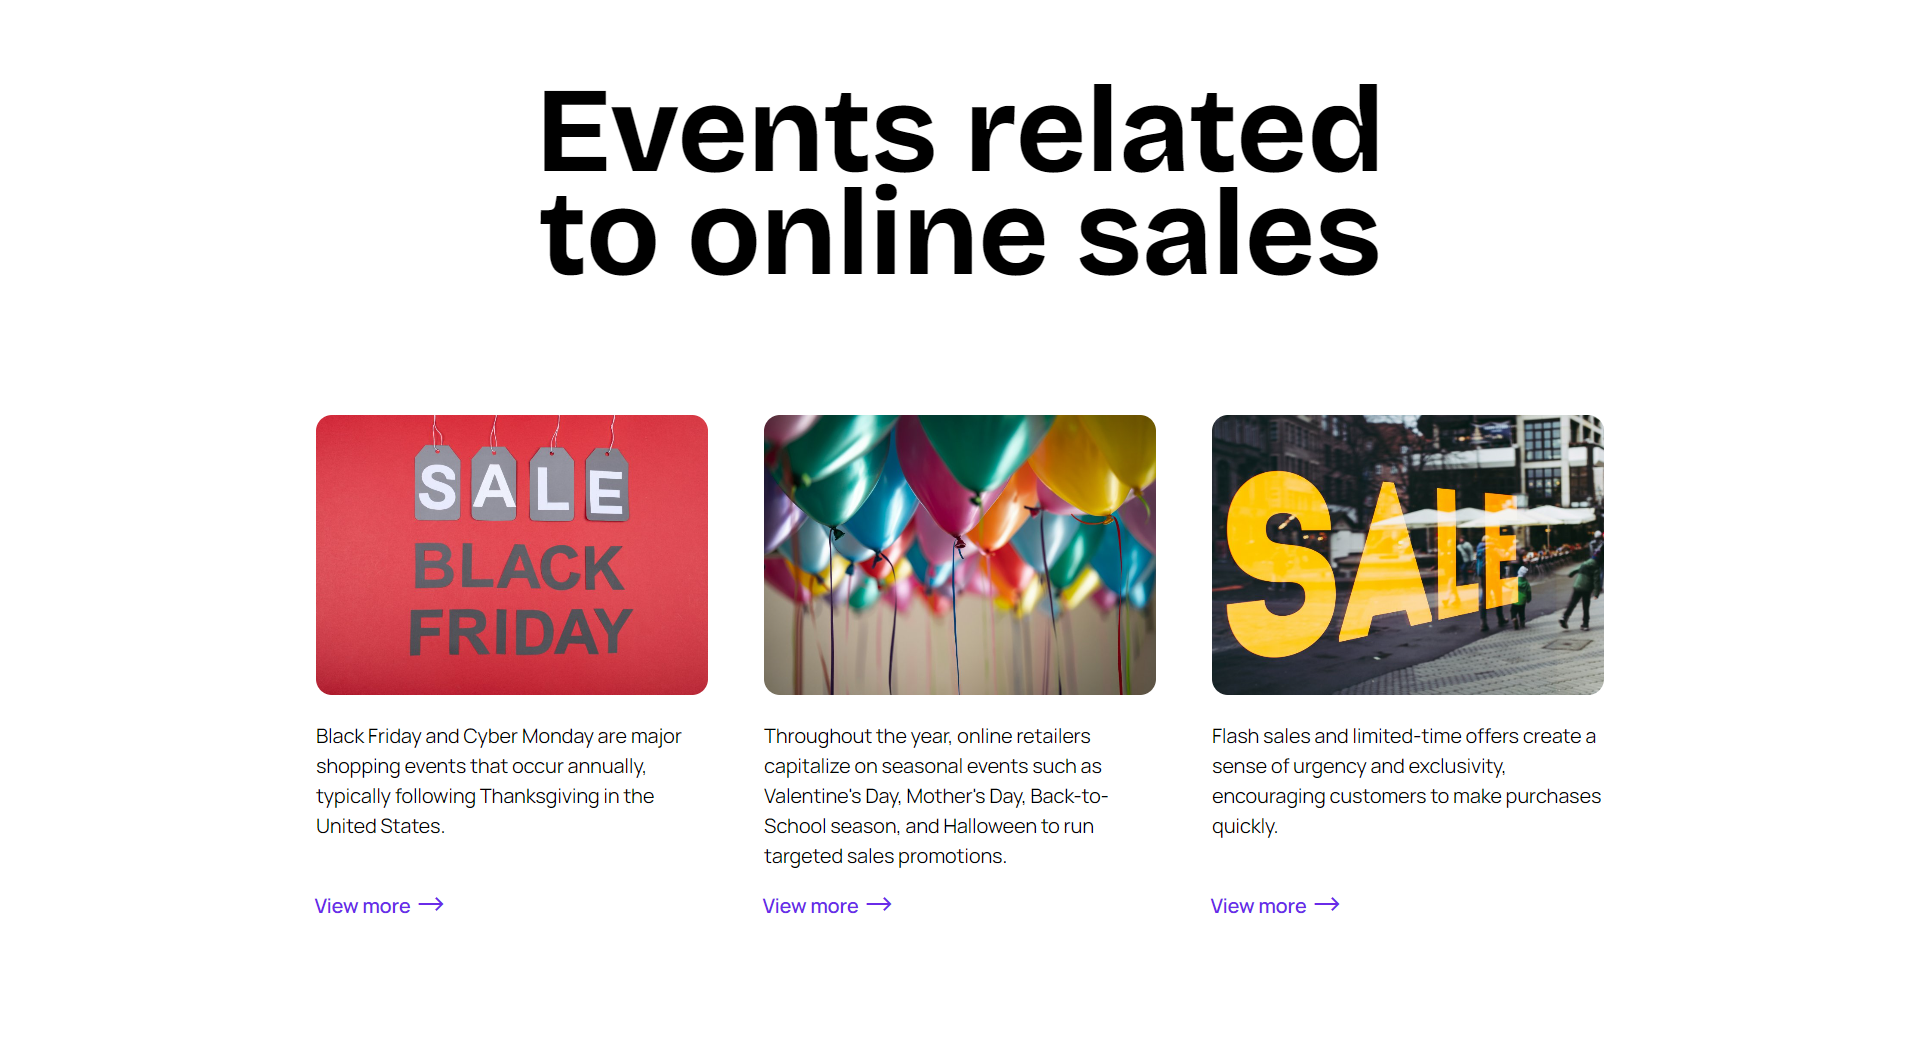 Events related
to online sales
SALE
BLACK
FRIDAY
SALE
Black Friday and Cyber Monday are major
shopping events that occur annually,
typically following Thanksgiving in the
United States.
View more
Throughout the year, online retailers
capitalize on seasonal events such as
Valentine's Day, Mother's Day, Back-to-
School season, and Halloween to run
targeted sales promotions.
View more
Flash sales and limited-time offers create a
sense of urgency and exclusivity,
encouraging customers to make purchases
quickly.
View more